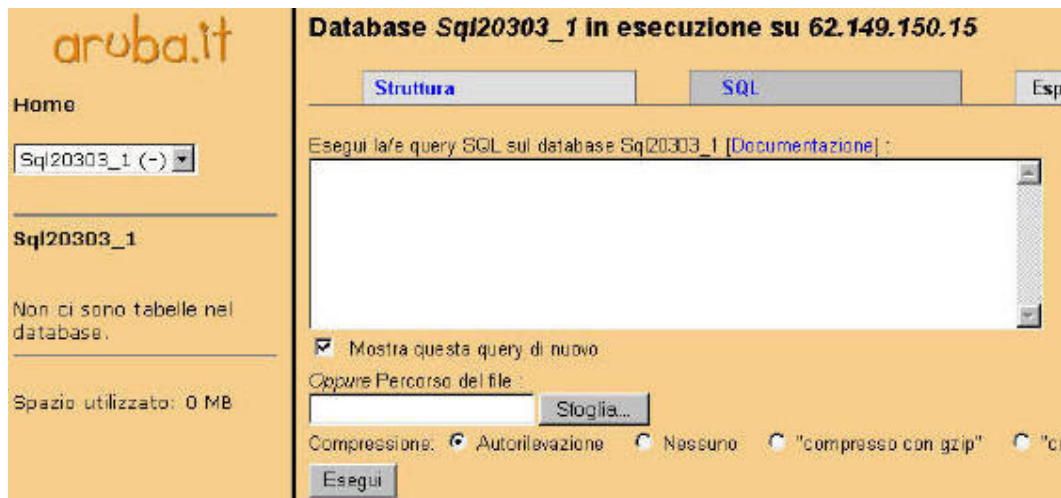 aruba.it
Home
Sql20303_1 (-)
Sql20303_1
Non ci sono tabelle nel
database.
Spazio utilizzato: 0 MB
Database Sql20303_1 in esecuzione su 62.149.150.15
Struttura
SQL
Esp
Esegui la/e query SQL sul database Sql20303_1 [Documentazione] :
Mostra questa query di nuovo
Oppure Percorso del file :
Sfoglia...
Compressione: Autorilevazione Nessuno "compresso con gzip" "c
Esegui